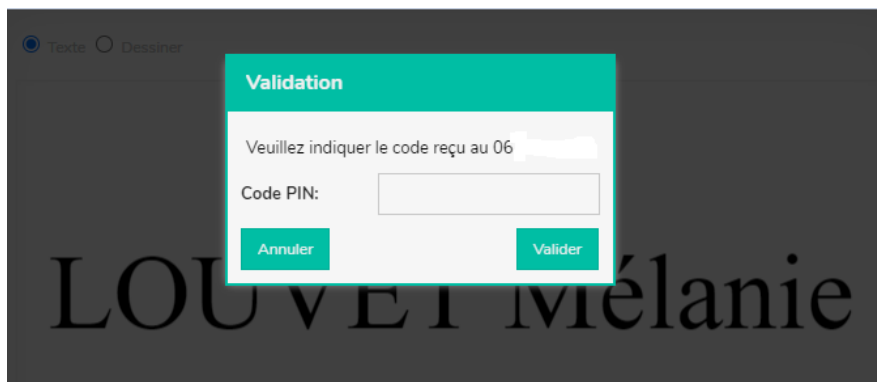 Texte Dessiner
Validation
Veuillez indiquer le code reçu au 06
Code PIN:
Annuler Valider
LOUVET Mélanie